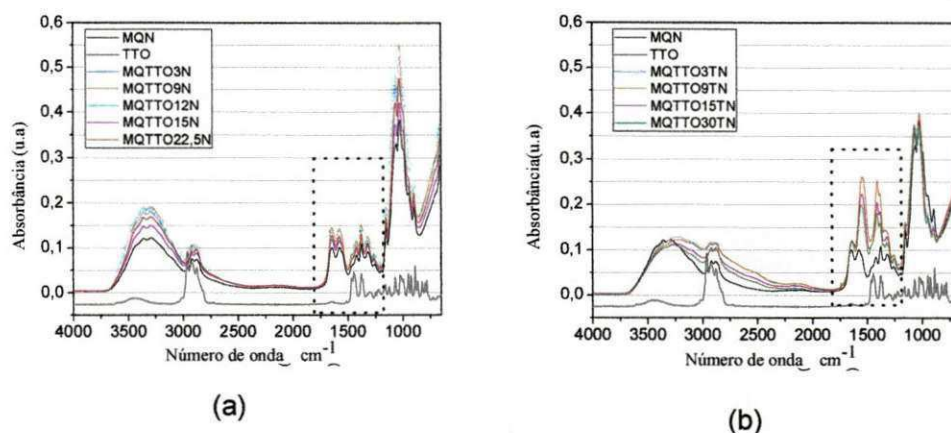 0,6
0,5
0,4
0,3
0,2
0,1
0,0
Absorbância (u.a)
MQN
TTO
MQTTO3N
MQTTO9N
MQTTO12N
MQTTO15N
MQTTO22,5N
4000 3500 3000 2500 2000 1500 1000
Número de onda cm-1
(a)
0,6
0,5
0,4
0,3
0,2
0,1
0,0
Absorbância(u.a)
MQN
TTO
MQTTO3TN
MQTTO9TN
MQTTO15TN
MQTTO30TN
4000 3500 3000 2500 2000 1500 1000
Número de onda cm-1
(b)